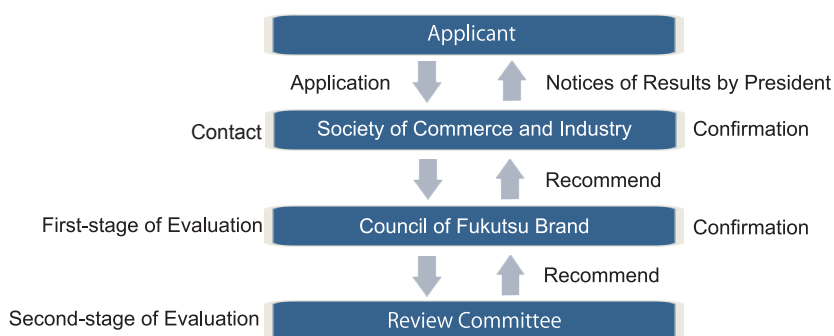 Applicant
Application
Notices of Results by President
Contact
Society of Commerce and Industry
Confirmation
Recommend
First-stage of Evaluation
Council of Fukutsu Brand
Confirmation
Recommend
Second-stage of Evaluation
Review Committee